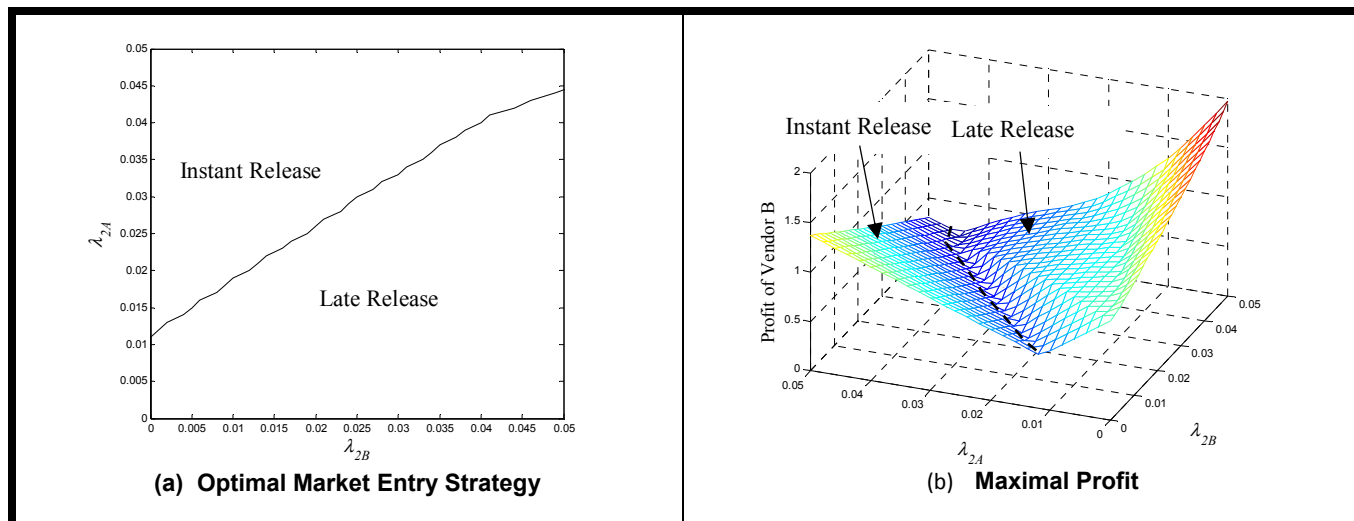 0.05
0.045
0.04
0.035
0.03
0.025
0.02
0.015
0.01
0.005
0
λ2A
Instant Release
Late Release
0 0.005 0.01 0.015 0.02 0.025 0.03 0.035 0.04 0.045 0.05
λ2B
(a) Optimal Market Entry Strategy
Instant Release
Late Release
2
1.5
1
0.5
0
Profit of Vendor B
0.05
0.04
0.03
0.02
0.01
0
λ2A
0
0.01
0.02
0.03
0.04
0.05
λ2B
(b) Maximal Profit